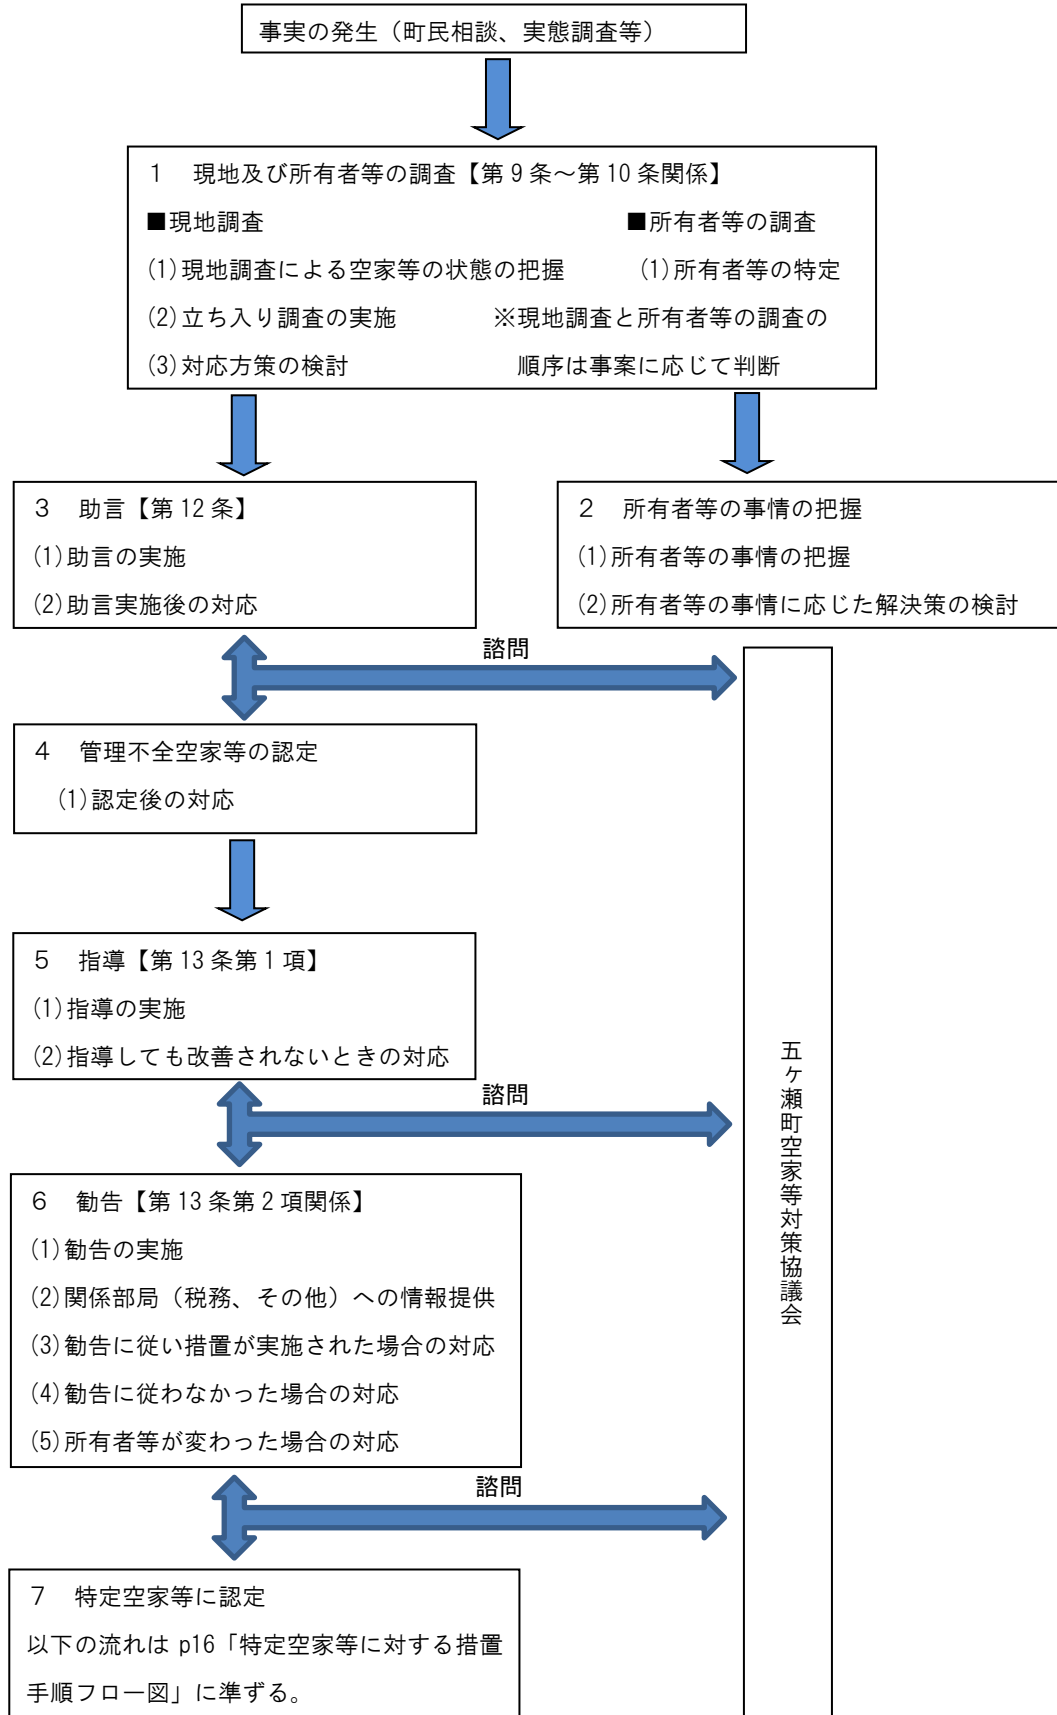 事実の発生（町民相談、実態調査等）
１　現地及び所有者等の調査【第９条～第10条関係】
■現地調査　■所有者等の調査
(1)現地調査による空家等の状態の把握　(1)所有者等の特定
(2)立ち入り調査の実施　※現地調査と所有者等の調査の
(3)対応方策の検討　順序は事案に応じて判断
３　助言【第12条】
(1)助言の実施
(2)助言実施後の対応
２　所有者等の事情の把握
(1)所有者等の事情の把握
(2)所有者等の事情に応じた解決策の検討
諮問
４　管理不全空家等の認定
(1)認定後の対応
５　指導【第13条第１項】
(1)指導の実施
(2)指導しても改善されないときの対応
諮問
五ヶ瀬町空家等対策協議会
６　勧告【第13条第２項関係】
(1)勧告の実施
(2)関係部局（税務、その他）への情報提供
(3)勧告に従い措置が実施された場合の対応
(4)勧告に従わなかった場合の対応
(5)所有者等が変わった場合の対応
諮問
７　特定空家等に認定
以下の流れは p16「特定空家等に対する措置
手順フロー図」に準ずる。